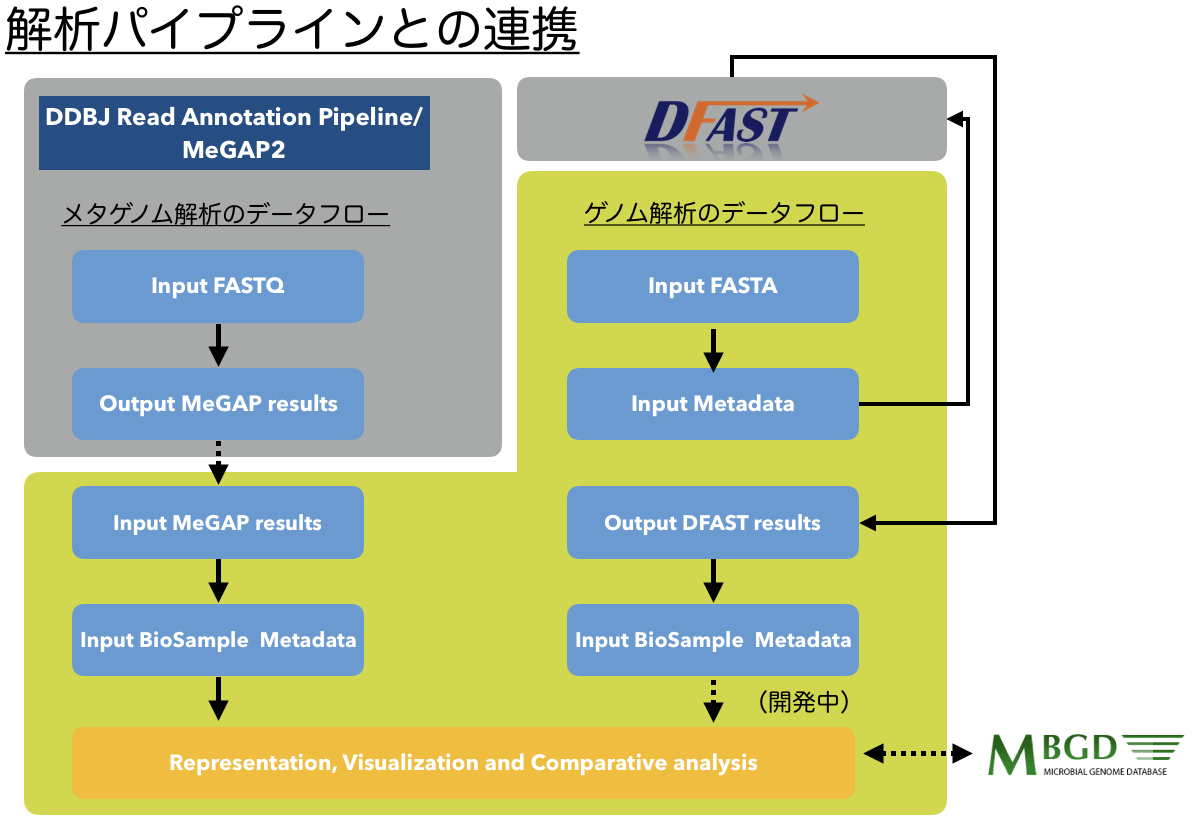 解析パイプラインとの連携
DDBJ Read Annotation Pipeline/
MeGAP2
メタゲノム解析のデータフロー
Input FASTQ
Output MeGAP results
Input MeGAP results
Input BioSample Metadata
DFAST
ゲノム解析のデータフロー
Input FASTA
Input Metadata
Output DFAST results
Input BioSample Metadata
（開発中）
Representation, Visualization and Comparative analysis
MBGD
MICROBIAL GENOME DATABASE